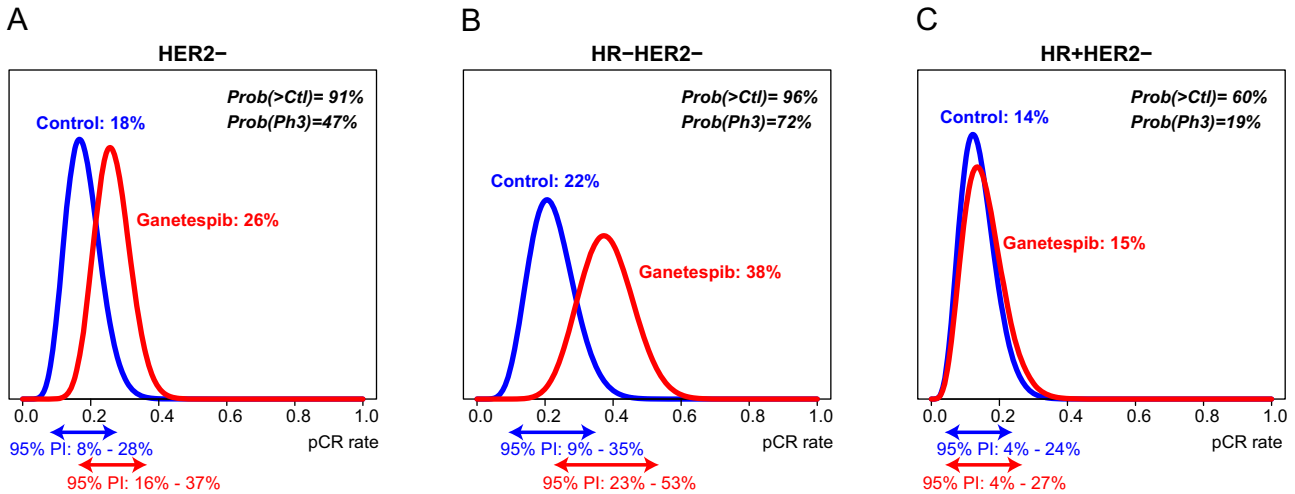 A
HER2−
Prob(>Ctl)= 91%
Prob(Ph3)=47%
Control: 18%
Ganetespib: 26%
0.0 0.2 0.4 0.6 0.8 1.0
pCR rate
95% PI: 8% - 28%
95% PI: 16% - 37%
B
HR−HER2−
Prob(>Ctl)= 96%
Prob(Ph3)=72%
Control: 22%
Ganetespib: 38%
0.0 0.2 0.4 0.6 0.8 1.0
pCR rate
95% PI: 9% - 35%
95% PI: 23% - 53%
C
HR+HER2−
Prob(>Ctl)= 60%
Prob(Ph3)=19%
Control: 14%
Ganetespib: 15%
0.0 0.2 0.4 0.6 0.8 1.0
pCR rate
95% PI: 4% - 24%
95% PI: 4% - 27%